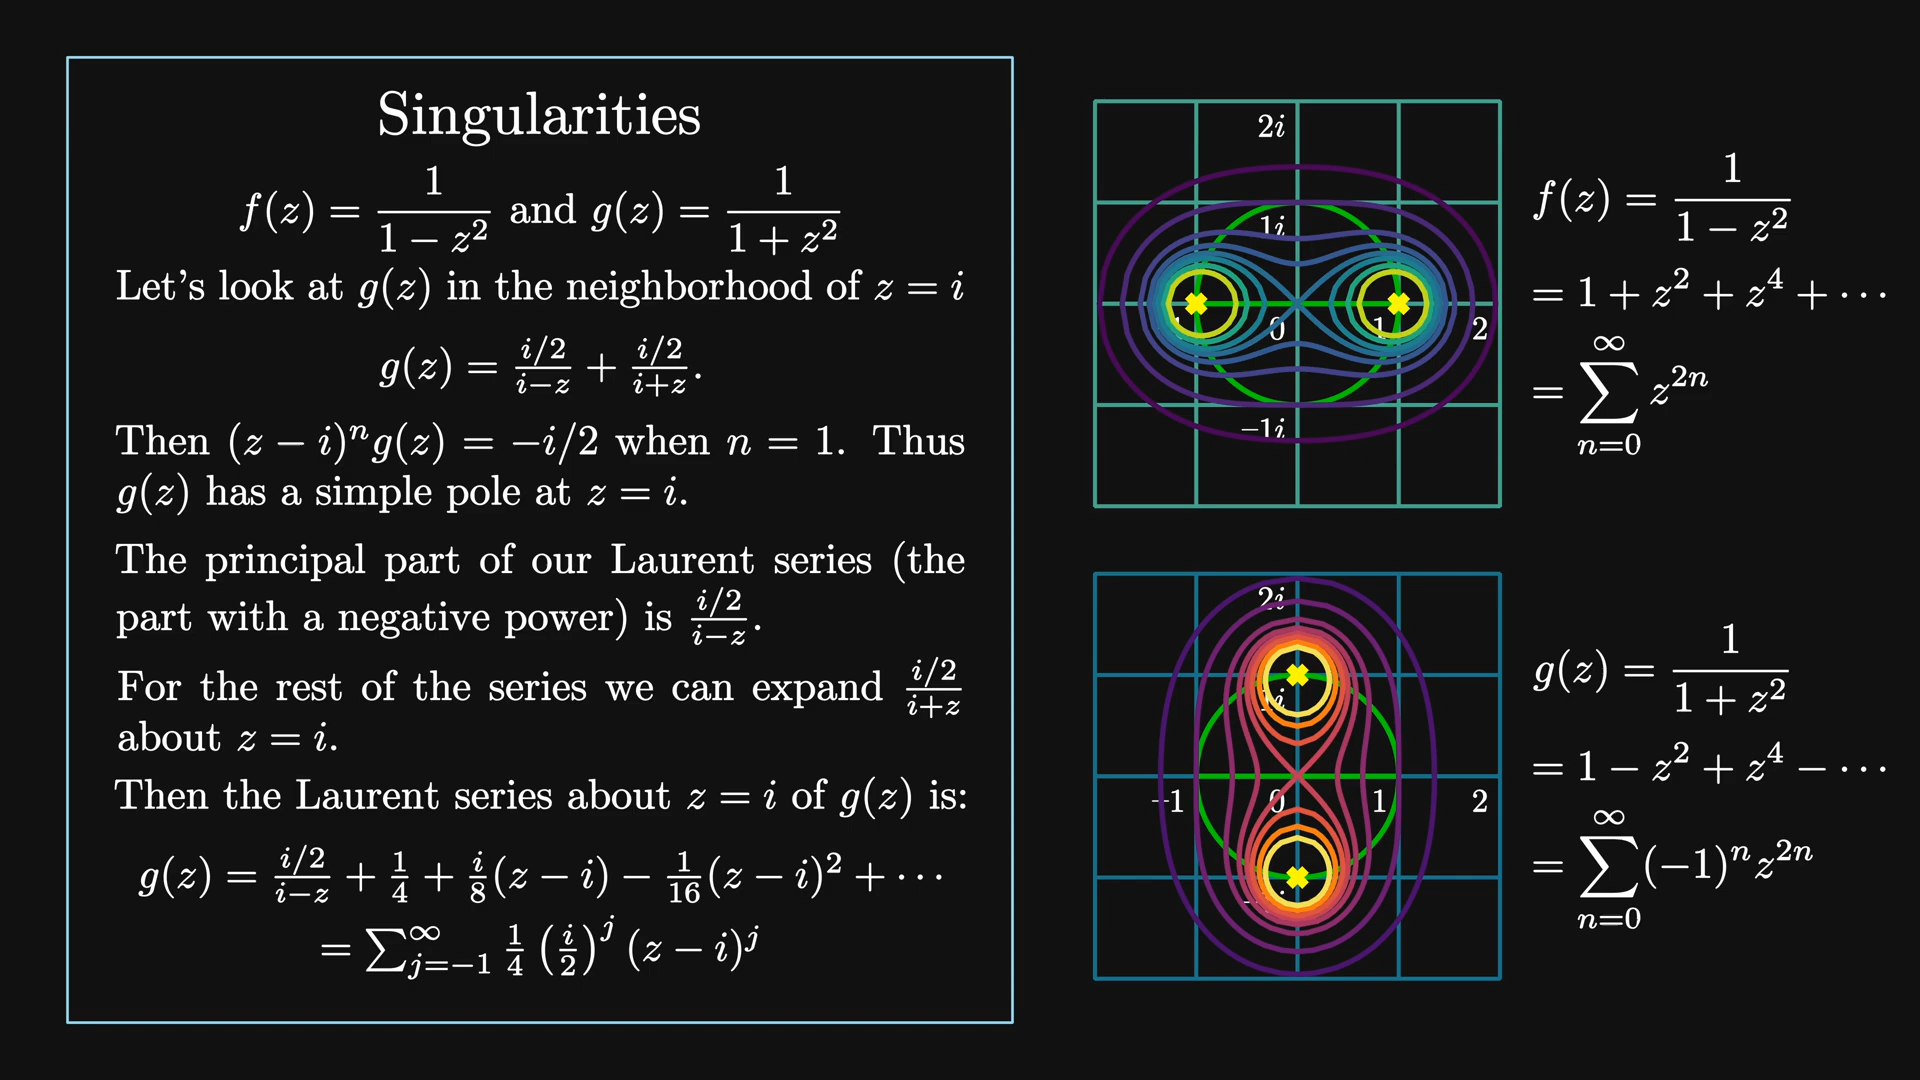 Singularities
f(z) = 1/(1 − z²) and g(z) = 1/(1 + z²)
Let's look at g(z) in the neighborhood of z = i
g(z) = (i/2)/(i−z) + (i/2)/(i+z).
Then (z − i)ⁿg(z) = −i/2 when n = 1. Thus
g(z) has a simple pole at z = i.
The principal part of our Laurent series (the
part with a negative power) is (i/2)/(i−z).
For the rest of the series we can expand (i/2)/(i+z)
about z = i.
Then the Laurent series about z = i of g(z) is:
g(z) = (i/2)/(i−z) + 1/4 + i/8(z − i) − 1/16(z − i)² + ⋯
= ∑_{j=−1}^{∞} 1/4 (i/2)^j (z − i)^j
2i
1i
0
1
2
−1i
f(z) = 1/(1 − z²)
= 1 + z² + z⁴ + ⋯
= ∑_{n=0}^{∞} z^{2n}
2i
−1
0
1
2
g(z) = 1/(1 + z²)
= 1 − z² + z⁴ − ⋯
= ∑_{n=0}^{∞} (−1)ⁿz^{2n}